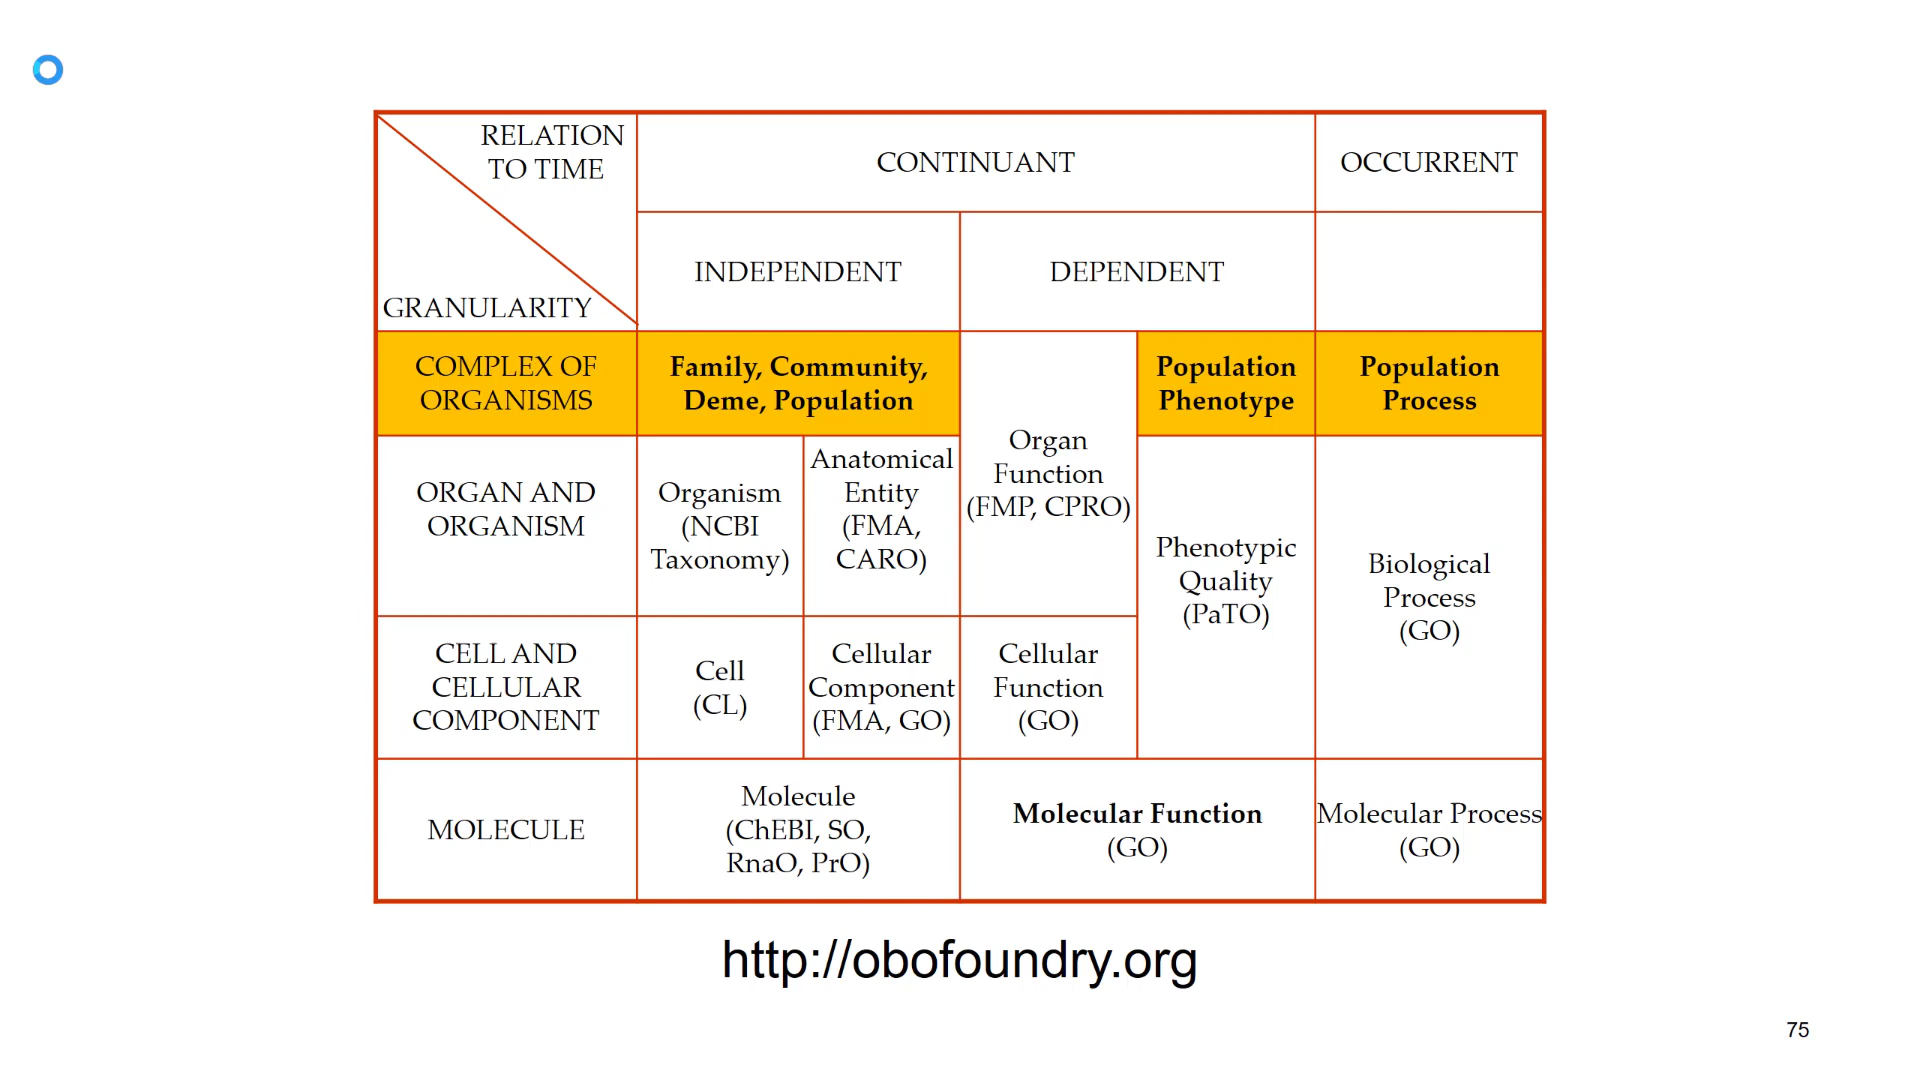 RELATION
TO TIME
GRANULARITY
CONTINUANT
OCCURRENT
INDEPENDENT
DEPENDENT
COMPLEX OF
ORGANISMS
Family, Community,
Deme, Population
Organ
Function
(FMP, CPRO)
Population
Phenotype
Population
Process
ORGAN AND
ORGANISM
Organism
(NCBI
Taxonomy)
Anatomical
Entity
(FMA,
CARO)
Phenotypic
Quality
(PaTO)
Biological
Process
(GO)
CELL AND
CELLULAR
COMPONENT
Cell
(CL)
Cellular
Component
(FMA, GO)
Cellular
Function
(GO)
MOLECULE
Molecule
(ChEBI, SO,
RnaO, PrO)
Molecular Function
(GO)
Molecular Process
(GO)
http://obofoundry.org
75